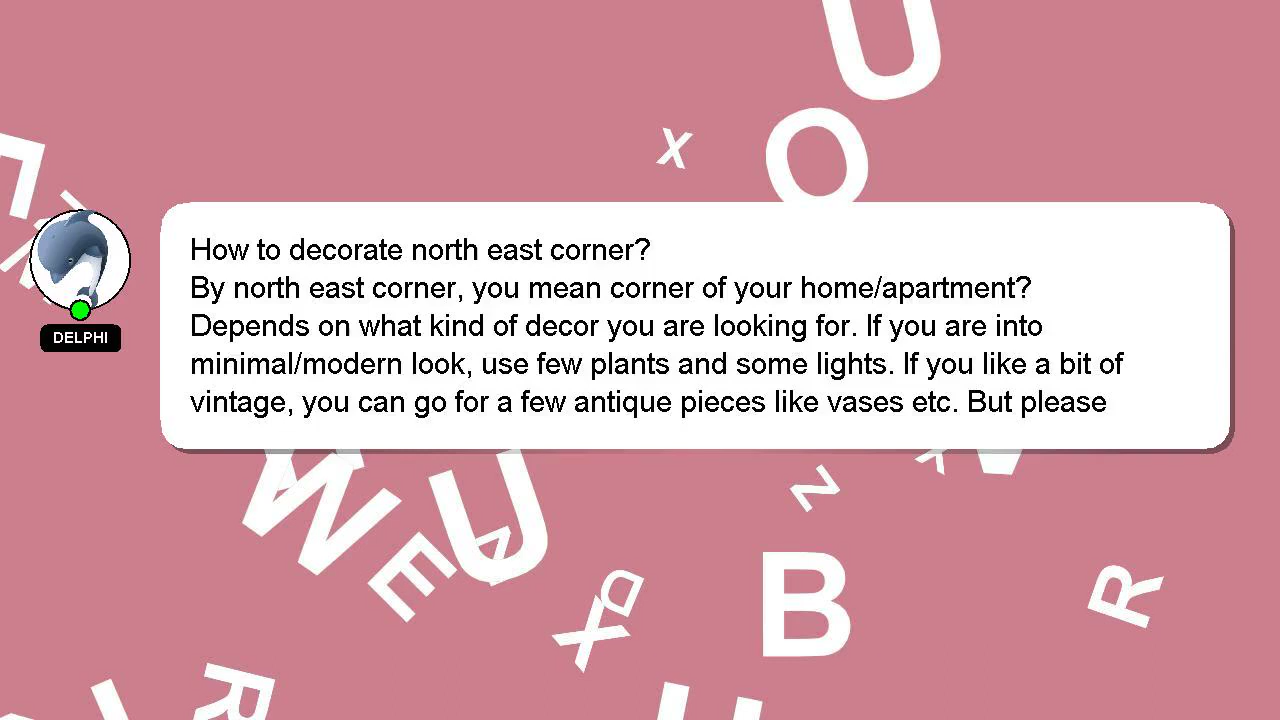 U
O
X
L
Z
N
DELPHI
How to decorate north east corner?
By north east corner, you mean corner of your home/apartment?
Depends on what kind of decor you are looking for. If you are into
minimal/modern look, use few plants and some lights. If you like a bit of
vintage, you can go for a few antique pieces like vases etc. But please
W
U
E
Z
X
D
B
R
R